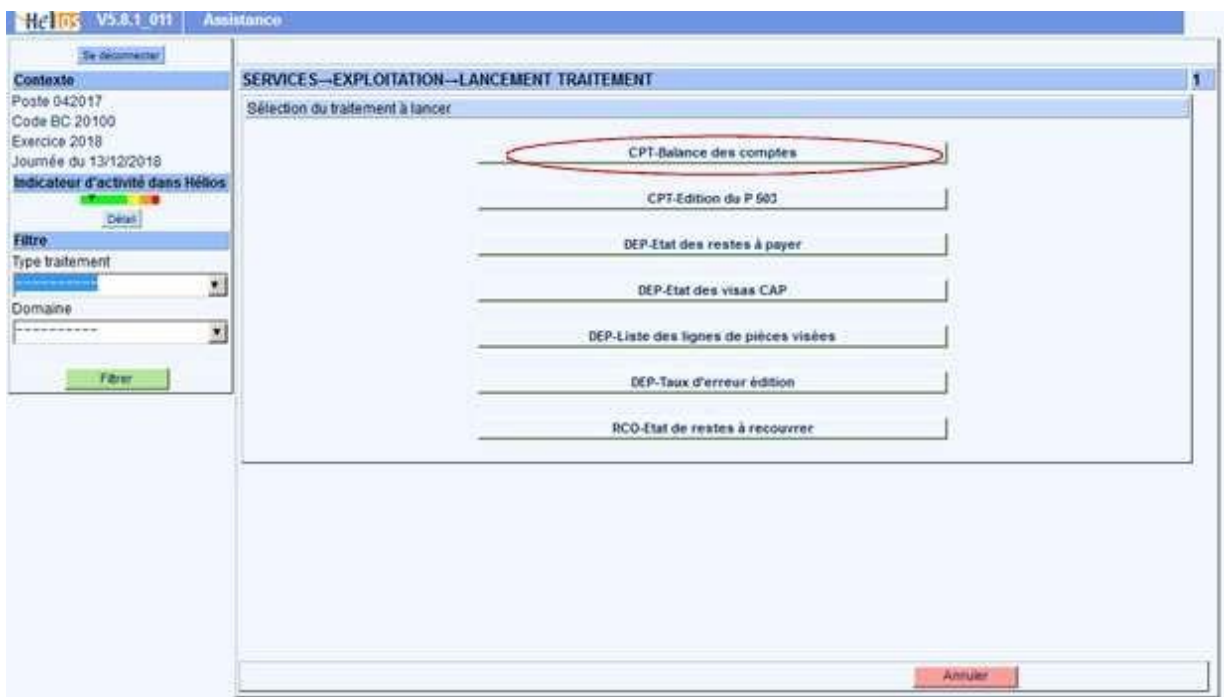 Helios V5.8.1_011 Assistance
Se déconnecter
Contexte
Poste 042017
Code BC 20100
Exercice 2018
Journée du 13/12/2018
Indicateur d'activité dans Hélios
Détail
Filtre
Type traitement
----------
Domaine
----------
Filtrer
SERVICES→EXPLOITATION→LANCEMENT TRAITEMENT 1
Sélection du traitement à lancer
CPT-Balance des comptes
CPT-Edition du P 503
DEP-Etat des restes à payer
DEP-Etat des visas CAP
DEP-Liste des lignes de pièces visées
DEP-Taux d'erreur édition
RCO-Etat de restes à recouvrer
Annuler